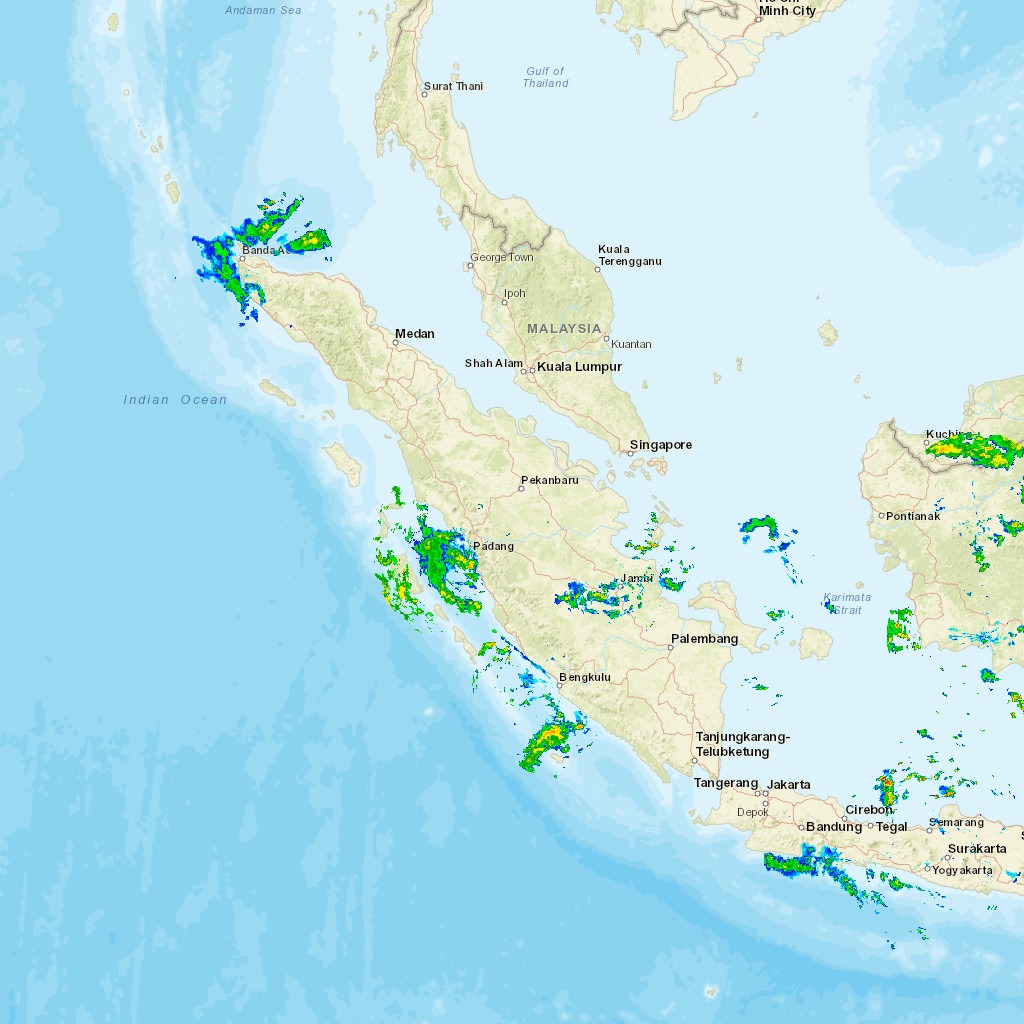 Andaman Sea
Minh City
Gulf of
Thailand
Surat Thani
Banda
George Town
Kuala
Terengganu
Ipoh
MALAYSIA
Kuantan
Medan
Shah Alam
Kuala Lumpur
Indian Ocean
Singapore
Pekanbaru
Pontianak
Padang
Jambi
Karimata
Strait
Palembang
Bengkulu
Tanjungkarang-
Telubketung
Tangerang
Jakarta
Depok
Cirebon
Bandung
Tegal
Semarang
Surakarta
Yogyakarta